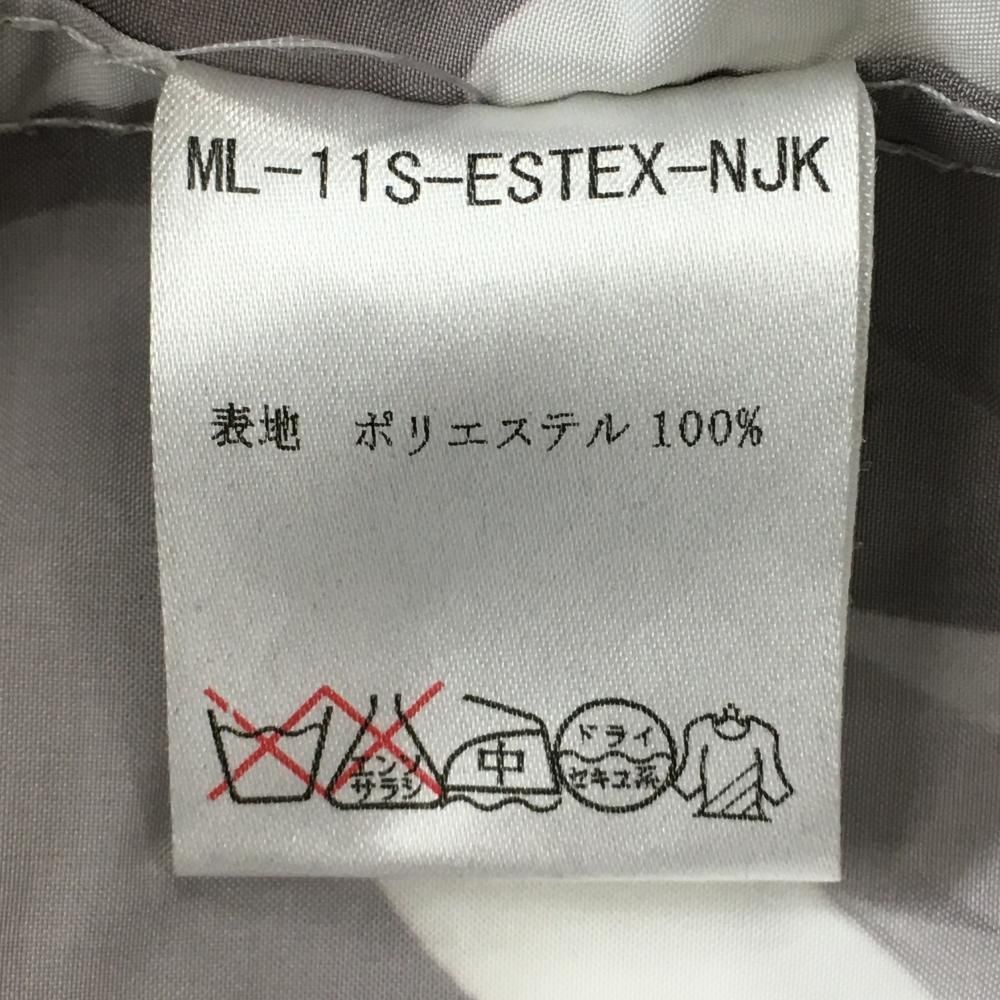 ML-11S-ESTEX-NJK
表地 ポリエステル 100%
エンソ
サラシ
中
ドライ
セキユ系